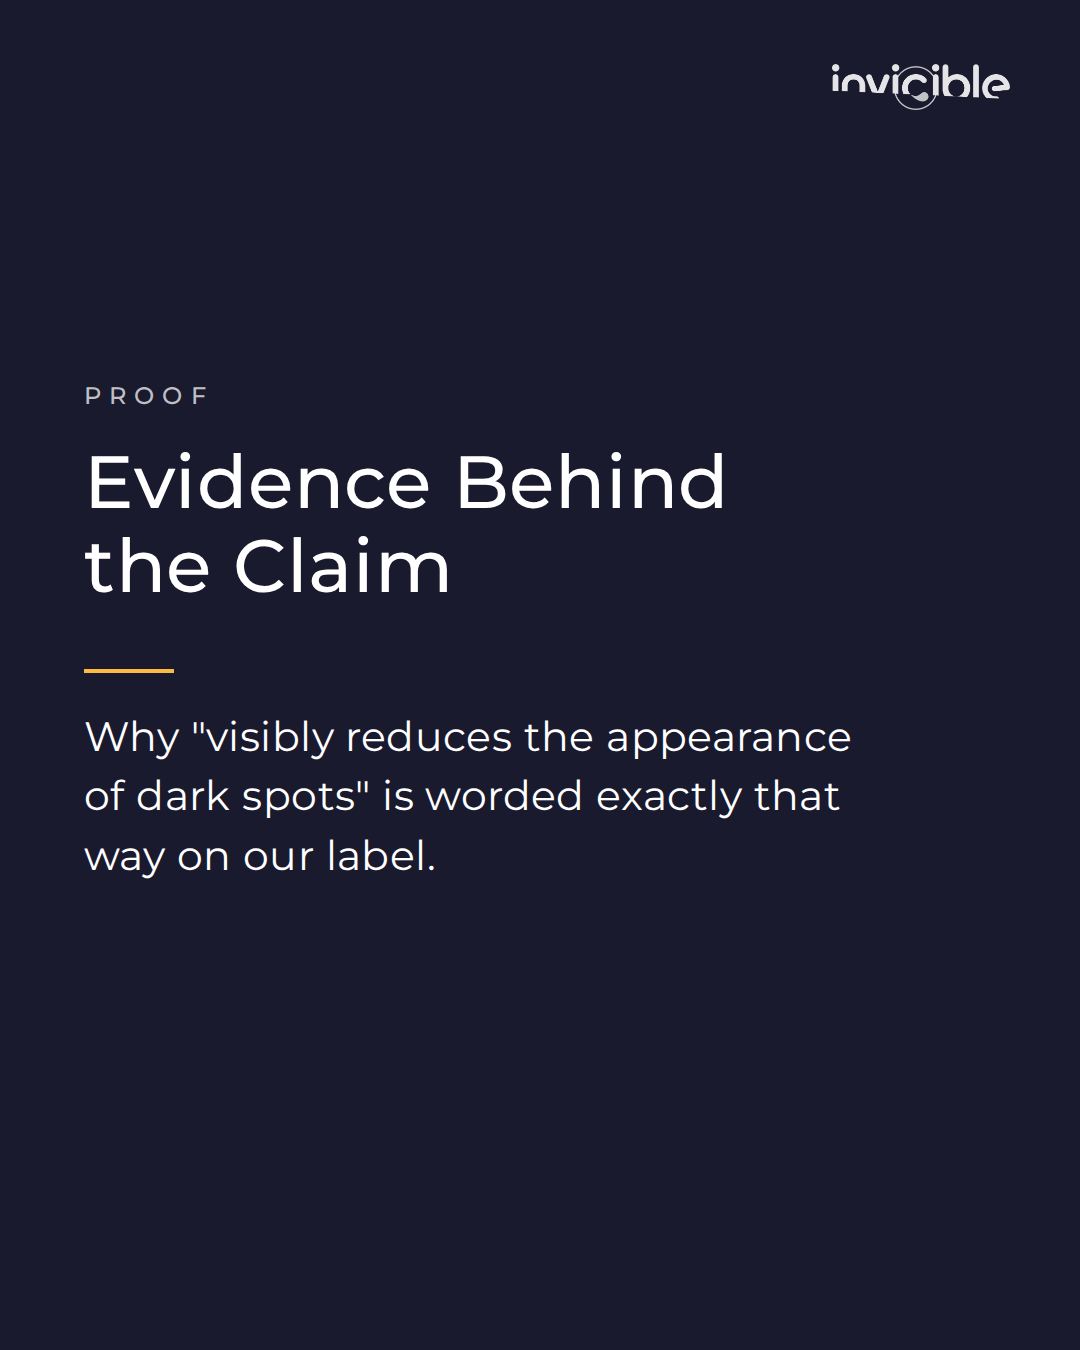 invicible
PROOF
Evidence Behind
the Claim
Why "visibly reduces the appearance
of dark spots" is worded exactly that
way on our label.